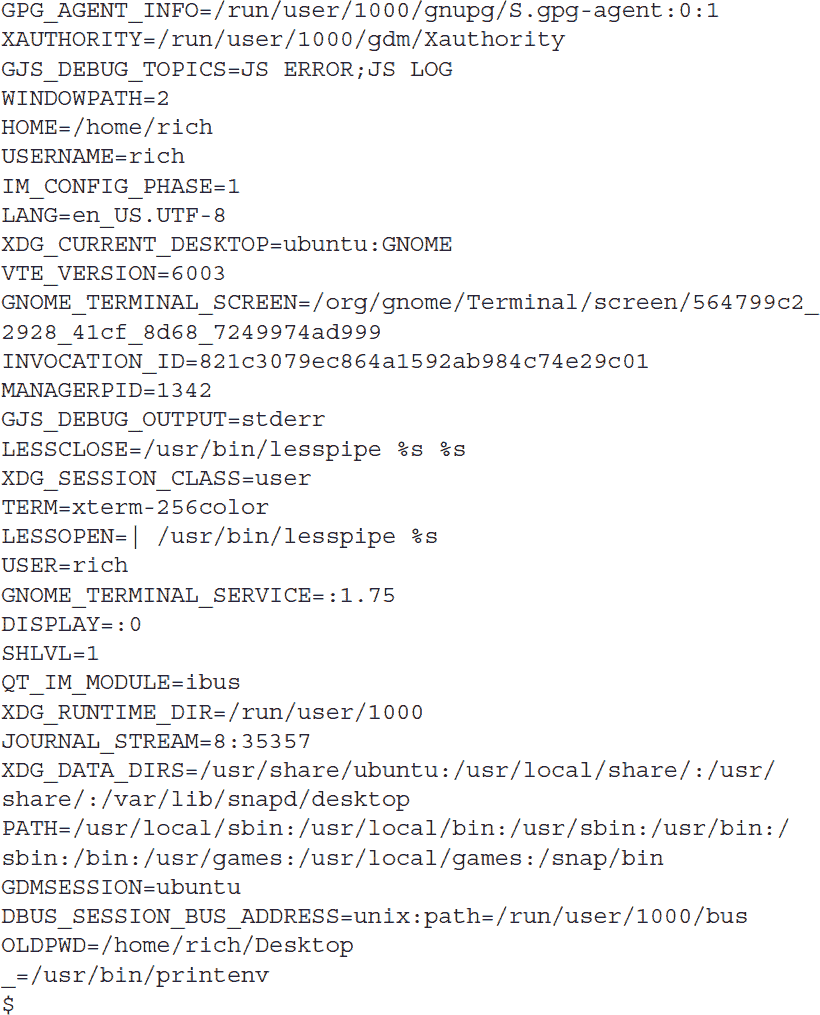 GPG_AGENT_INFO=/run/user/1000/gnupg/S.gpg-agent:0:1
XAUTHORITY=/run/user/1000/gdm/Xauthority
GJS_DEBUG_TOPICS=JS ERROR;JS LOG
WINDOWPATH=2
HOME=/home/rich
USERNAME=rich
IM_CONFIG_PHASE=1
LANG=en_US.UTF-8
XDG_CURRENT_DESKTOP=ubuntu:GNOME
VTE_VERSION=6003
GNOME_TERMINAL_SCREEN=/org/gnome/Terminal/screen/564799c2_
2928_41cf_8d68_7249974ad999
INVOCATION_ID=821c3079ec864a1592ab984c74e29c01
MANAGERPID=1342
GJS_DEBUG_OUTPUT=stderr
LESSCLOSE=/usr/bin/lesspipe %s %s
XDG_SESSION_CLASS=user
TERM=xterm-256color
LESSOPEN=| /usr/bin/lesspipe %s
USER=rich
GNOME_TERMINAL_SERVICE=:1.75
DISPLAY=:0
SHLVL=1
QT_IM_MODULE=ibus
XDG_RUNTIME_DIR=/run/user/1000
JOURNAL_STREAM=8:35357
XDG_DATA_DIRS=/usr/share/ubuntu:/usr/local/share/:/usr/
share/:/var/lib/snapd/desktop
PATH=/usr/local/sbin:/usr/local/bin:/usr/sbin:/usr/bin:/
sbin:/bin:/usr/games:/usr/local/games:/snap/bin
GDMSESSION=ubuntu
DBUS_SESSION_BUS_ADDRESS=unix:path=/run/user/1000/bus
OLDPWD=/home/rich/Desktop
_=/usr/bin/printenv
$